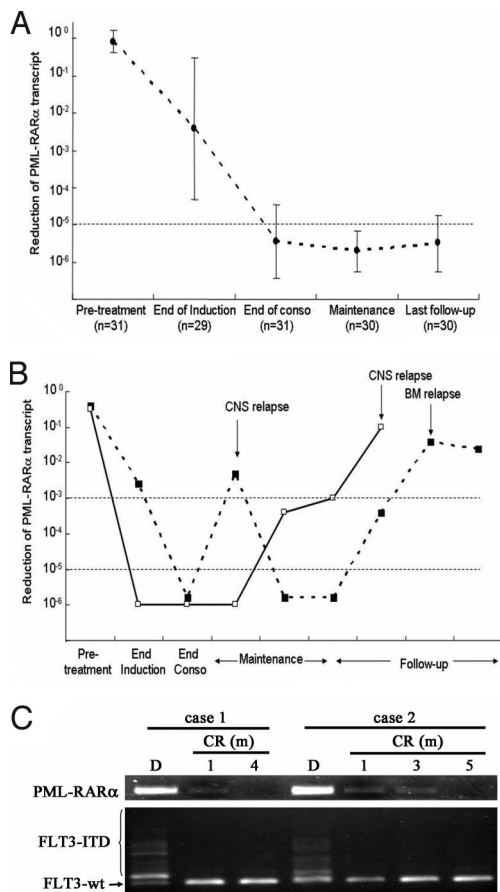 A
Reduction of PML-RARα transcript
10⁰
10⁻¹
10⁻²
10⁻³
10⁻⁴
10⁻⁵
10⁻⁶
Pre-treatment End of Induction End of conso Maintenance Last follow-up
(n=31) (n=29) (n=31) (n=30) (n=30)
B
Reduction of PML-RARα transcript
10⁰
10⁻¹
10⁻²
10⁻³
10⁻⁴
10⁻⁵
10⁻⁶
CNS relapse
CNS relapse
BM relapse
Pre-
treatment
End
Induction
End
Conso
Maintenance
Follow-up
C
case 1 case 2
CR (m) CR (m)
D 1 4 D 1 3 5
PML-RARα
FLT3-ITD
FLT3-wt